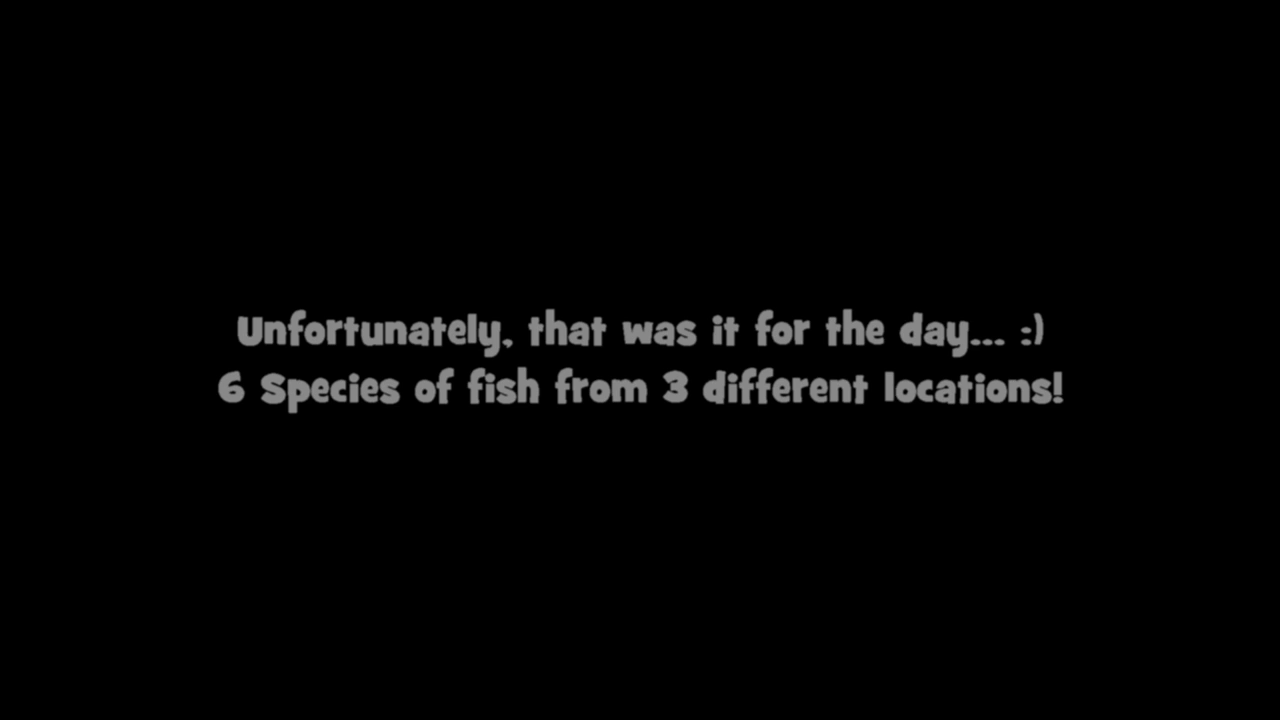 Unfortunately, that was it for the day... :)
6 Species of fish from 3 different locations!